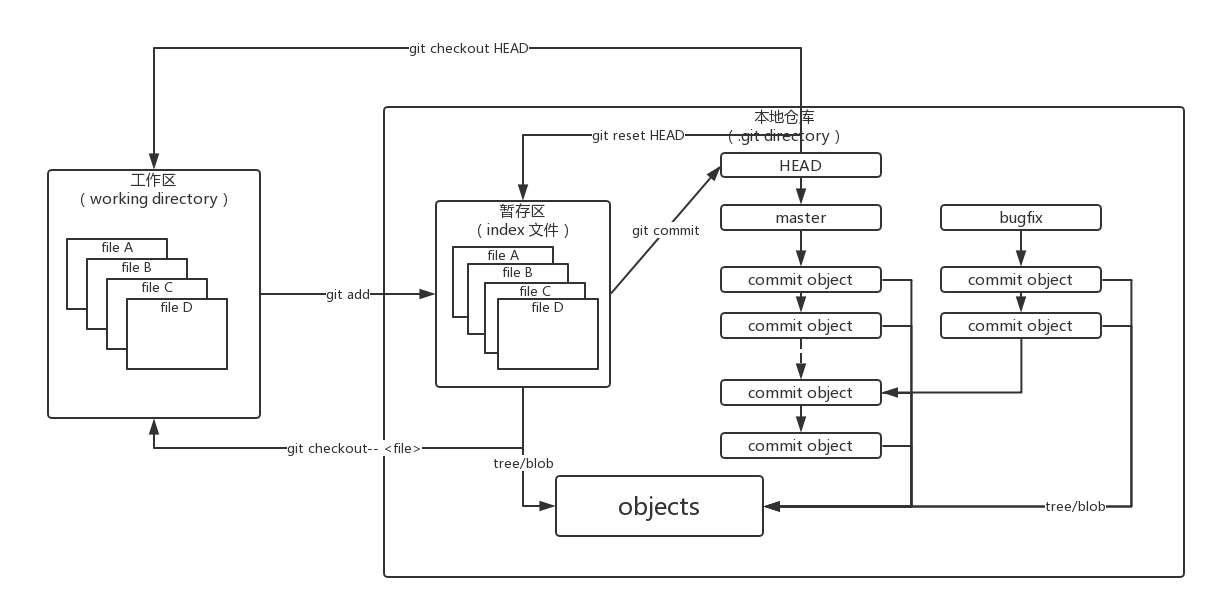 git checkout HEAD
本地仓库
( .git directory )
git reset HEAD
HEAD
工作区
( working directory )
file A
file B
file C
file D
git add
暂存区
( index 文件 )
file A
file B
file C
file D
git commit
master
bugfix
commit object
commit object
commit object
commit object
commit object
commit object
git checkout-- <file>
tree/blob
objects
tree/blob